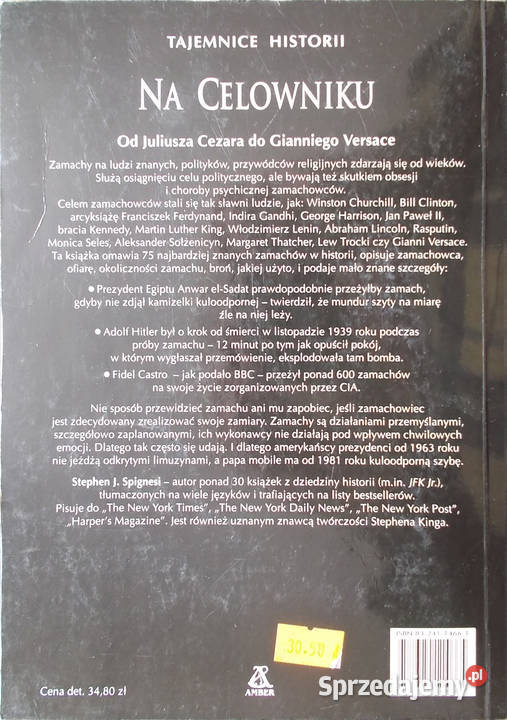 TAJEMNICE HISTORII
NA CELOWNIKU
Od Juliusza Cezara do Gianniego Versace
Zamachy na ludzi znanych, polityków, przywódców religijnych zdarzają się od wieków.
Służą osiągnięciu celu politycznego, ale bywają też skutkiem obsesji
i choroby psychicznej zamachowców.
Celem zamachowców stali się tak sławni ludzie, jak: Winston Churchill, Bill Clinton,
arcyksiążę Franciszek Ferdynand, Indira Gandhi, George Harrison, Jan Paweł II,
bracia Kennedy, Martin Luther King, Włodzimierz Lenin, Abraham Lincoln, Rasputin,
Monica Seles, Aleksander Sołżenicyn, Margaret Thatcher, Lew Trocki czy Gianni Versace.
Ta książka omawia 75 najbardziej znanych zamachów w historii, opisuje zamachowca,
ofiarę, okoliczności zamachu, broń, jakiej użyto, i podaje mało znane szczegóły:
● Prezydent Egiptu Anwar el-Sadat prawdopodobnie przeżyłby zamach,
gdyby nie zdjął kamizelki kuloodpornej – twierdził, że mundur szyty na miarę
źle na niej leży.
● Adolf Hitler był o krok od śmierci w listopadzie 1939 roku podczas
próby zamachu – 12 minut po tym jak opuścił pokój,
w którym wygłaszał przemówienie, eksplodowała tam bomba.
● Fidel Castro – jak podało BBC – przeżył ponad 600 zamachów
na swoje życie zorganizowanych przez CIA.
Nie sposób przewidzieć zamachu ani mu zapobiec, jeśli zamachowiec
jest zdecydowany zrealizować swoje zamiary. Zamachy są działaniami przemyślanymi,
szczegółowo zaplanowanymi, ich wykonawcy nie działają pod wpływem chwilowych
emocji. Dlatego tak często się udają. I dlatego amerykańscy prezydenci od 1963 roku
nie jeżdżą odkrytymi limuzynami, a papa mobile ma od 1981 roku kuloodporną szybę.
Stephen J. Spignesi – autor ponad 30 książek z dziedziny historii (m.in. JFK Jr.),
tłumaczonych na wiele języków i trafiających na listy bestsellerów.
Pisuje do „The New York Times”, „The New York Daily News”, „The New York Post”,
„Harper's Magazine”. Jest również uznanym znawcą twórczości Stephena Kinga.
30.50
Cena det. 34,80 zł
AMBER
Sprzedajemy.pl